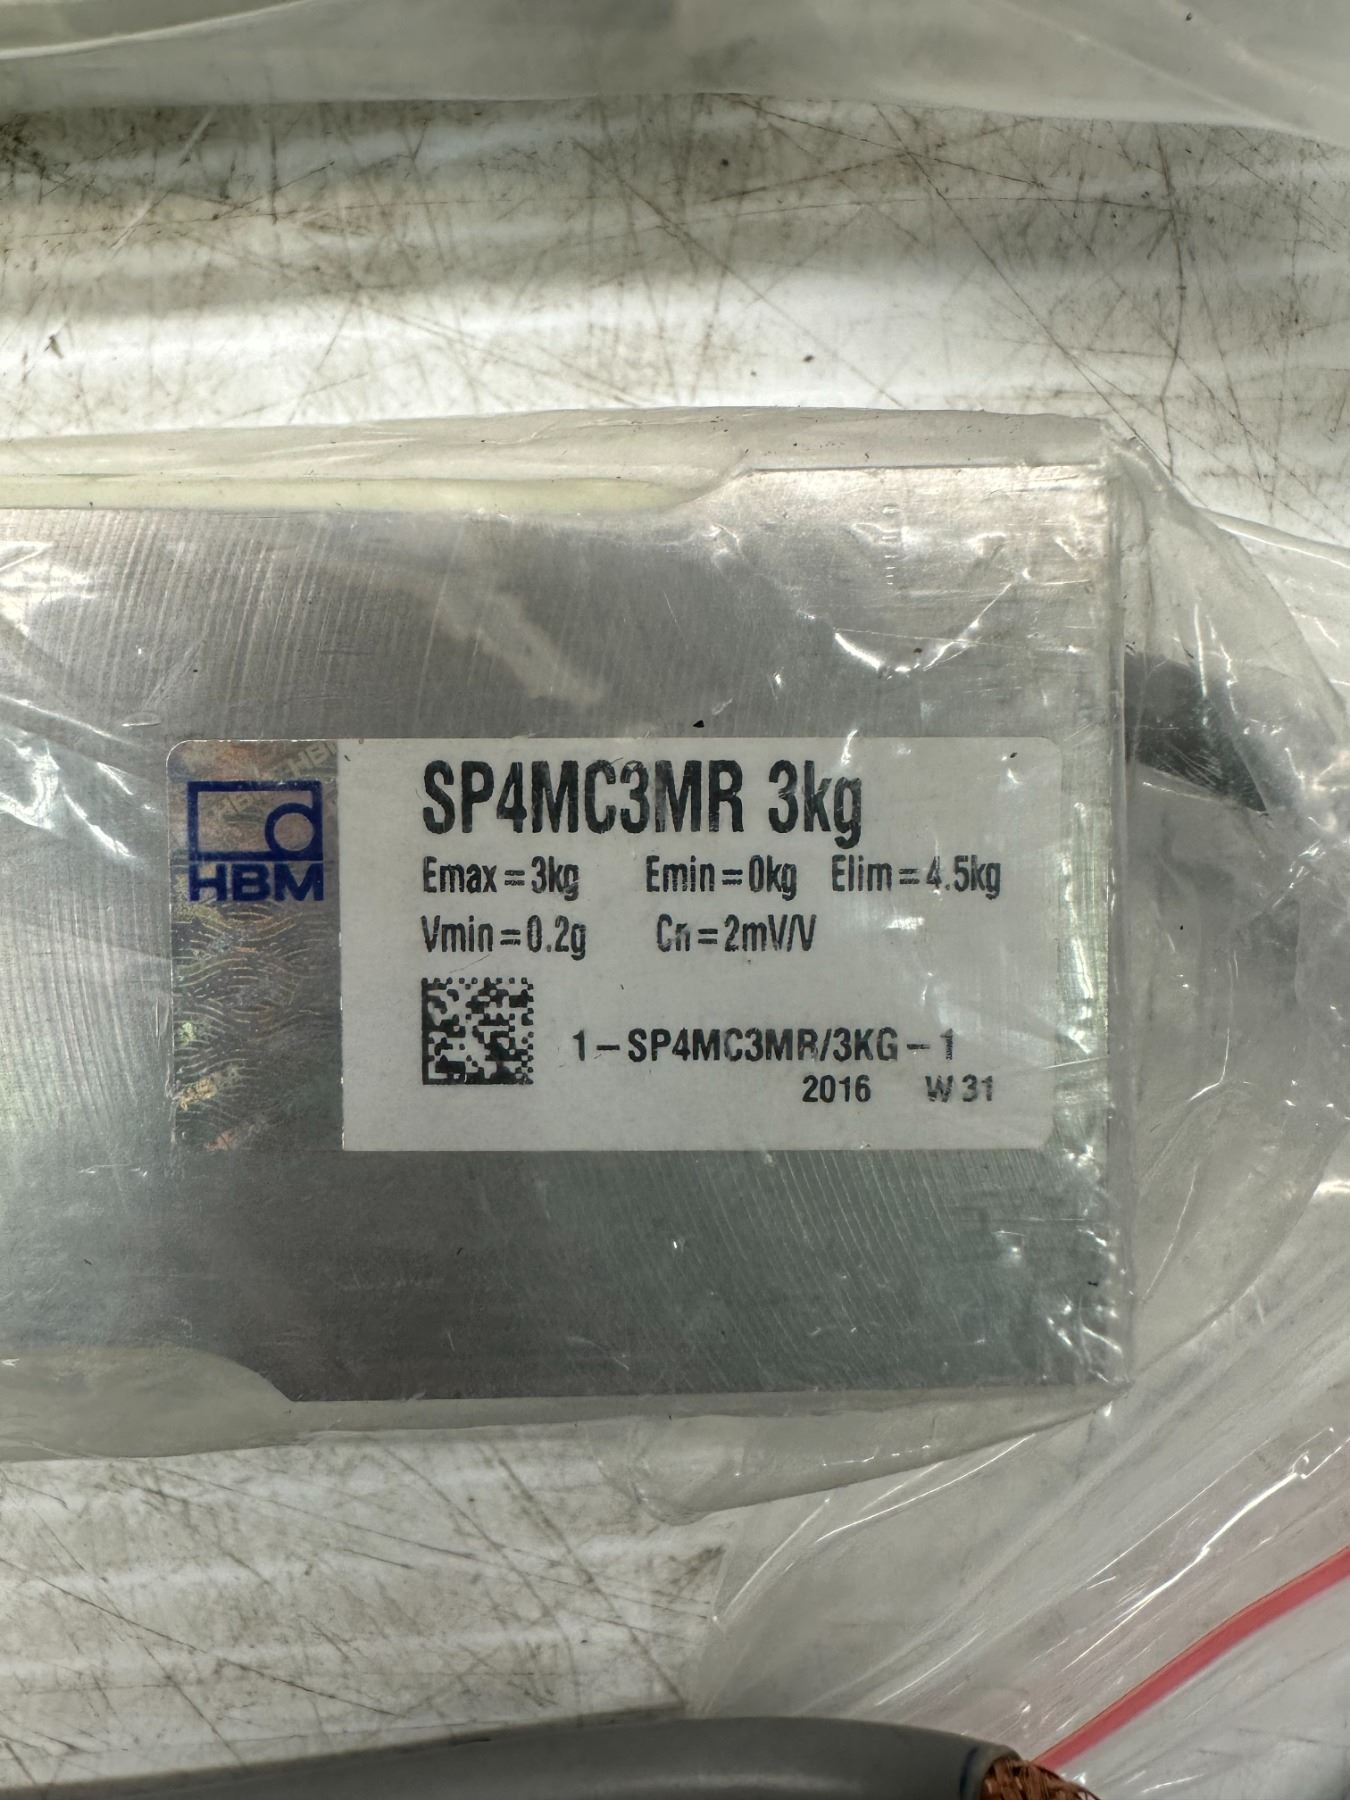 HBM
SP4MC3MR 3kg
Emax = 3kg Emin = 0kg Elim = 4.5kg
Vmin = 0.2g Cn = 2mV/V
1-SP4MC3MR/3KG-1
2016 W 31